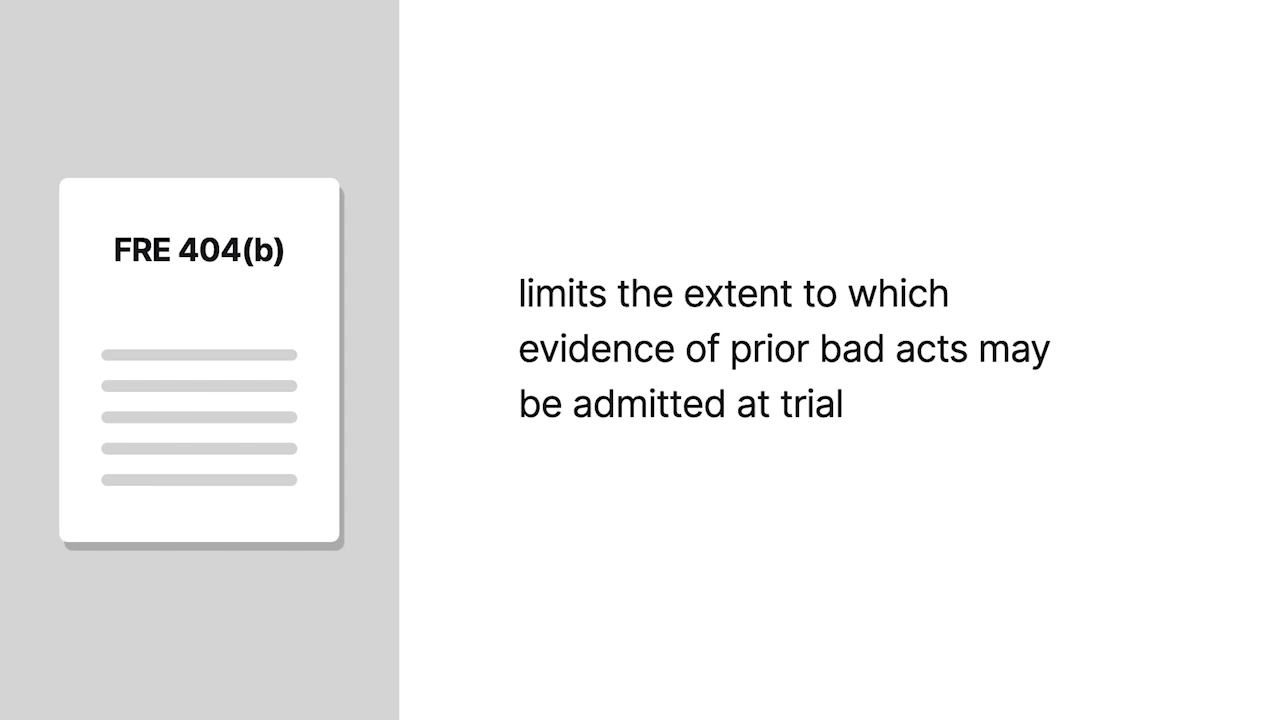 FRE 404(b)
limits the extent to which
evidence of prior bad acts may
be admitted at trial